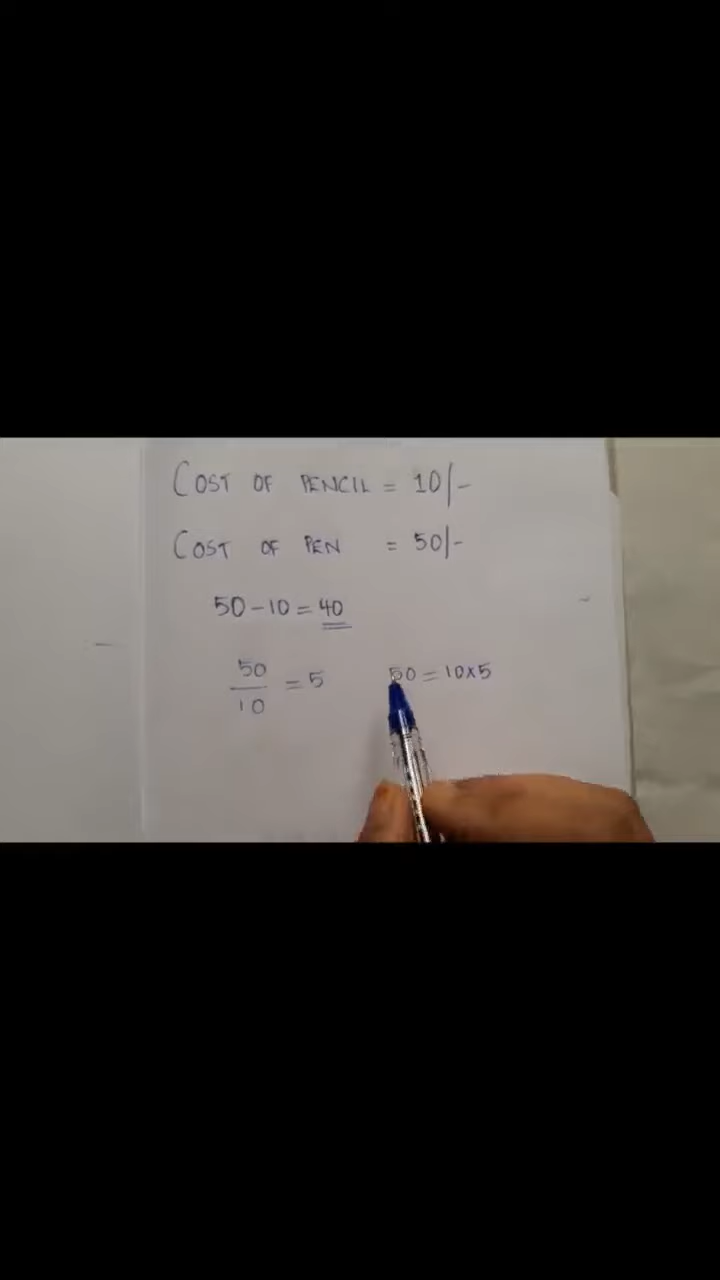 COST OF PENCIL = 10/-
COST OF PEN = 50/-
50-10 = 40
50/10 = 5 50 = 10x5